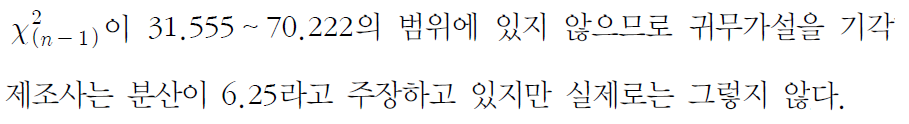 χ²₍ₙ₋₁₎이 31.555~70.222의 범위에 있지 않으므로 귀무가설을 기각
제조사는 분산이 6.25라고 주장하고 있지만 실제로는 그렇지 않다.